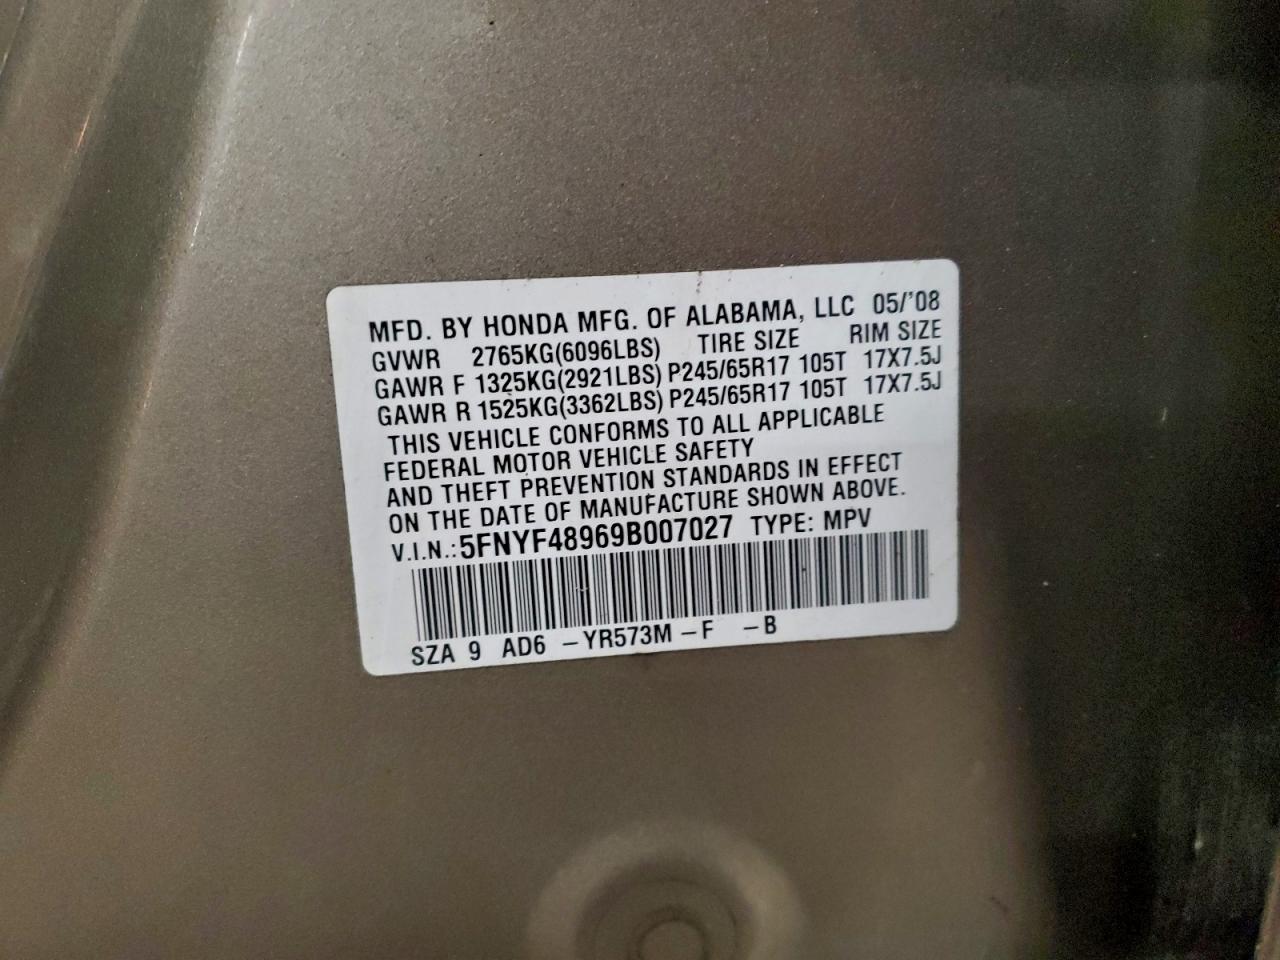 MFD. BY HONDA MFG. OF ALABAMA, LLC 05/'08
GVWR 2765KG(6096LBS) TIRE SIZE RIM SIZE
GAWR F 1325KG(2921LBS) P245/65R17 105T 17X7.5J
GAWR R 1525KG(3362LBS) P245/65R17 105T 17X7.5J
THIS VEHICLE CONFORMS TO ALL APPLICABLE
FEDERAL MOTOR VEHICLE SAFETY
AND THEFT PREVENTION STANDARDS IN EFFECT
ON THE DATE OF MANUFACTURE SHOWN ABOVE.
V.I.N.: 5FNYF48969B007027 TYPE: MPV
SZA 9 AD6 -YR573M -F -B